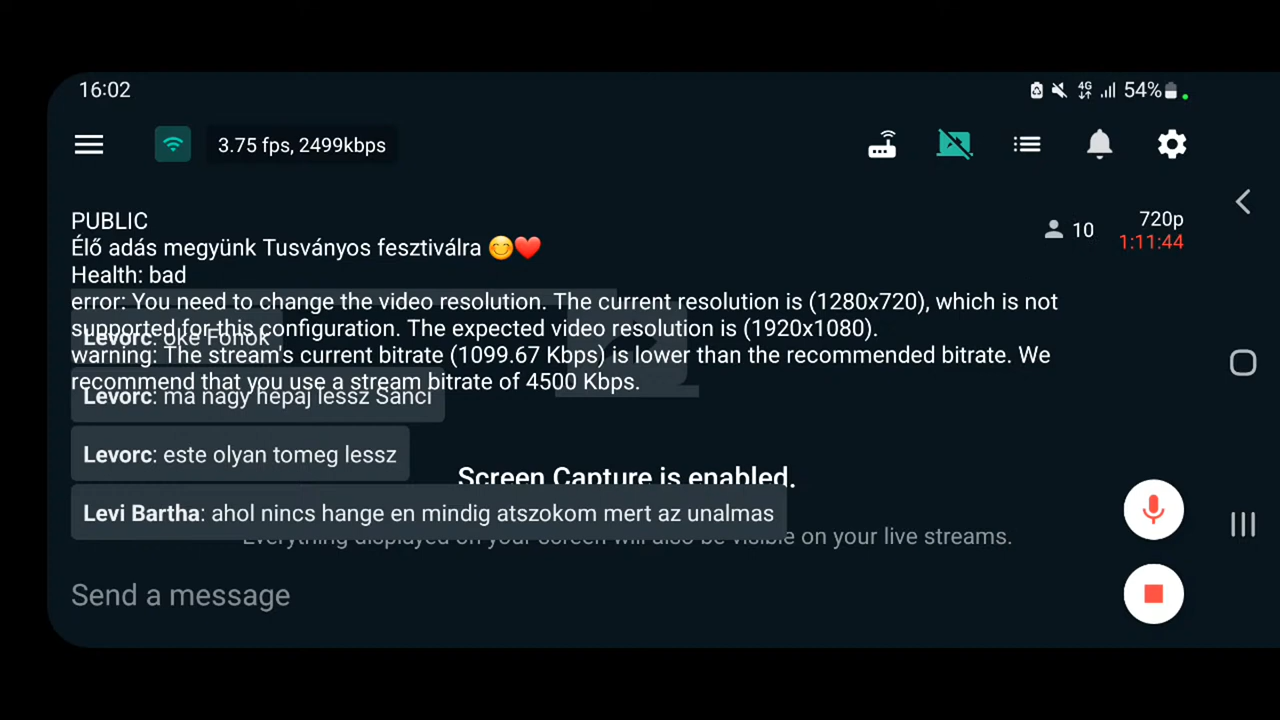 16:02
4G
54%
3.75 fps, 2499kbps
PUBLIC
Élő adás megyünk Tusványos fesztiválra 😊❤️
10
720p
1:11:44
Health: bad
error: You need to change the video resolution. The current resolution is (1280x720), which is not
supported for this configuration. The expected video resolution is (1920x1080).
Levorc: oke Fonok
warning: The stream's current bitrate (1099.67 Kbps) is lower than the recommended bitrate. We
recommend that you use a stream bitrate of 4500 Kbps.
Levorc: ma nagy nepaj lessz Sanci
Levorc: este olyan tomeg lessz
Screen Capture is enabled.
Levi Bartha: ahol nincs hange en mindig atszokom mert az unalmas
Everything displayed on your screen will also be visible on your live streams.
Send a message